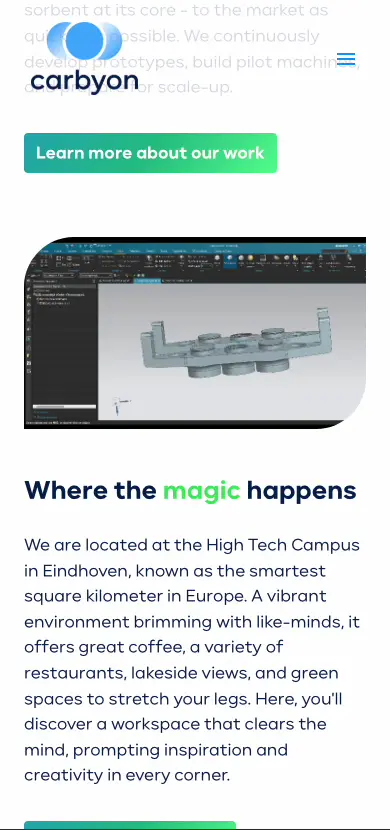 sorbent at its core - to the market as
possible. We continuously
carbyon
develop prototypes, build pilot machines,
for scale-up.
Learn more about our work
Where the magic happens
We are located at the High Tech Campus
in Eindhoven, known as the smartest
square kilometer in Europe. A vibrant
environment brimming with like-minds, it
offers great coffee, a variety of
restaurants, lakeside views, and green
spaces to stretch your legs. Here, you'll
discover a workspace that clears the
mind, prompting inspiration and
creativity in every corner.